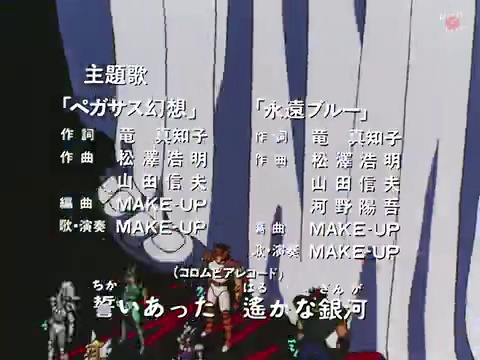 主題歌
「ペガサス幻想」
作詞 竜 真知子
作曲 松澤浩明
山田信夫
編曲 MAKE-UP
歌・演奏 MAKE-UP
「永遠ブルー」
作詞 竜 真知子
作曲 松澤浩明
山田信夫
河野陽吾
編曲 MAKE-UP
歌・演奏 MAKE-UP
(コロムビアレコード)
ちか はる ぎんが
誓いあった 遙かな銀河